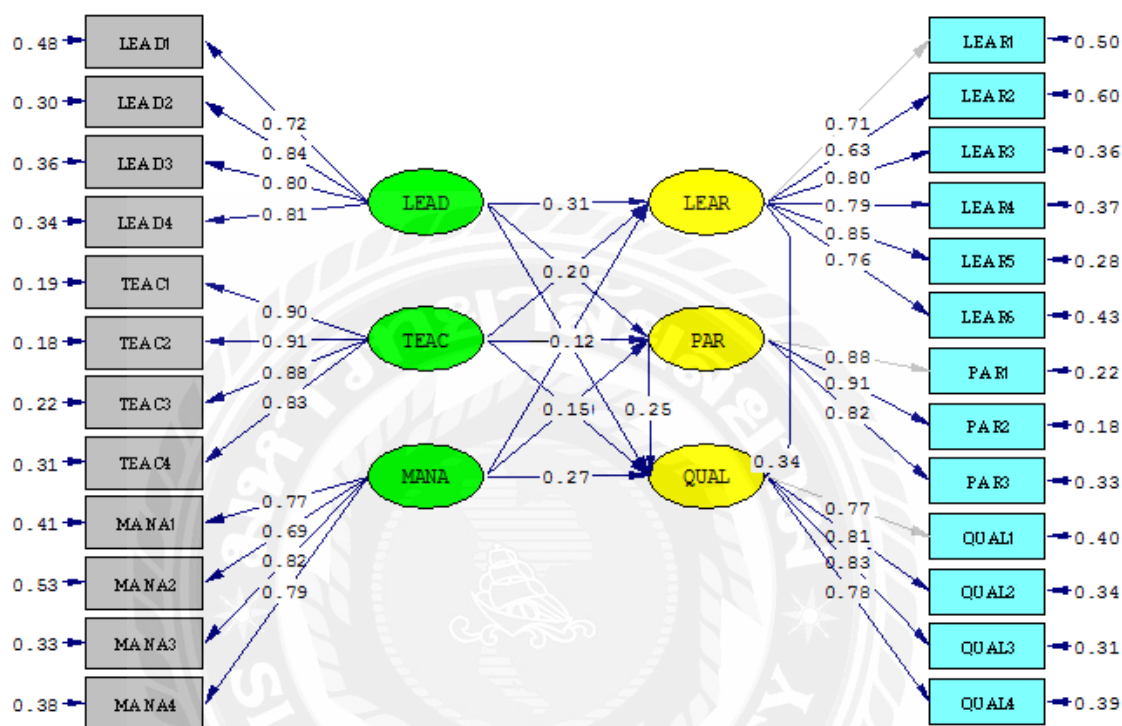 0.48 LEAD1
0.30 LEAD2
0.36 LEAD3
0.34 LEAD4
0.19 TEAC1
0.18 TEAC2
0.22 TEAC3
0.31 TEAC4
0.41 MANA1
0.53 MANA2
0.33 MANA3
0.38 MANA4
0.72
0.84
0.80
0.81
0.90
0.91
0.88
0.83
0.77
0.69
0.82
0.79
LEAD
TEAC
MANA
0.31
0.20
0.12
0.15
0.25
0.27
0.34
LEAR
PAR
QUAL
0.71
0.63
0.80
0.79
0.85
0.76
0.88
0.91
0.82
0.77
0.81
0.83
0.78
LEAR1 0.50
LEAR2 0.60
LEAR3 0.36
LEAR4 0.37
LEAR5 0.28
LEAR6 0.43
PAR1 0.22
PAR2 0.18
PAR3 0.33
QUAL1 0.40
QUAL2 0.34
QUAL3 0.31
QUAL4 0.39